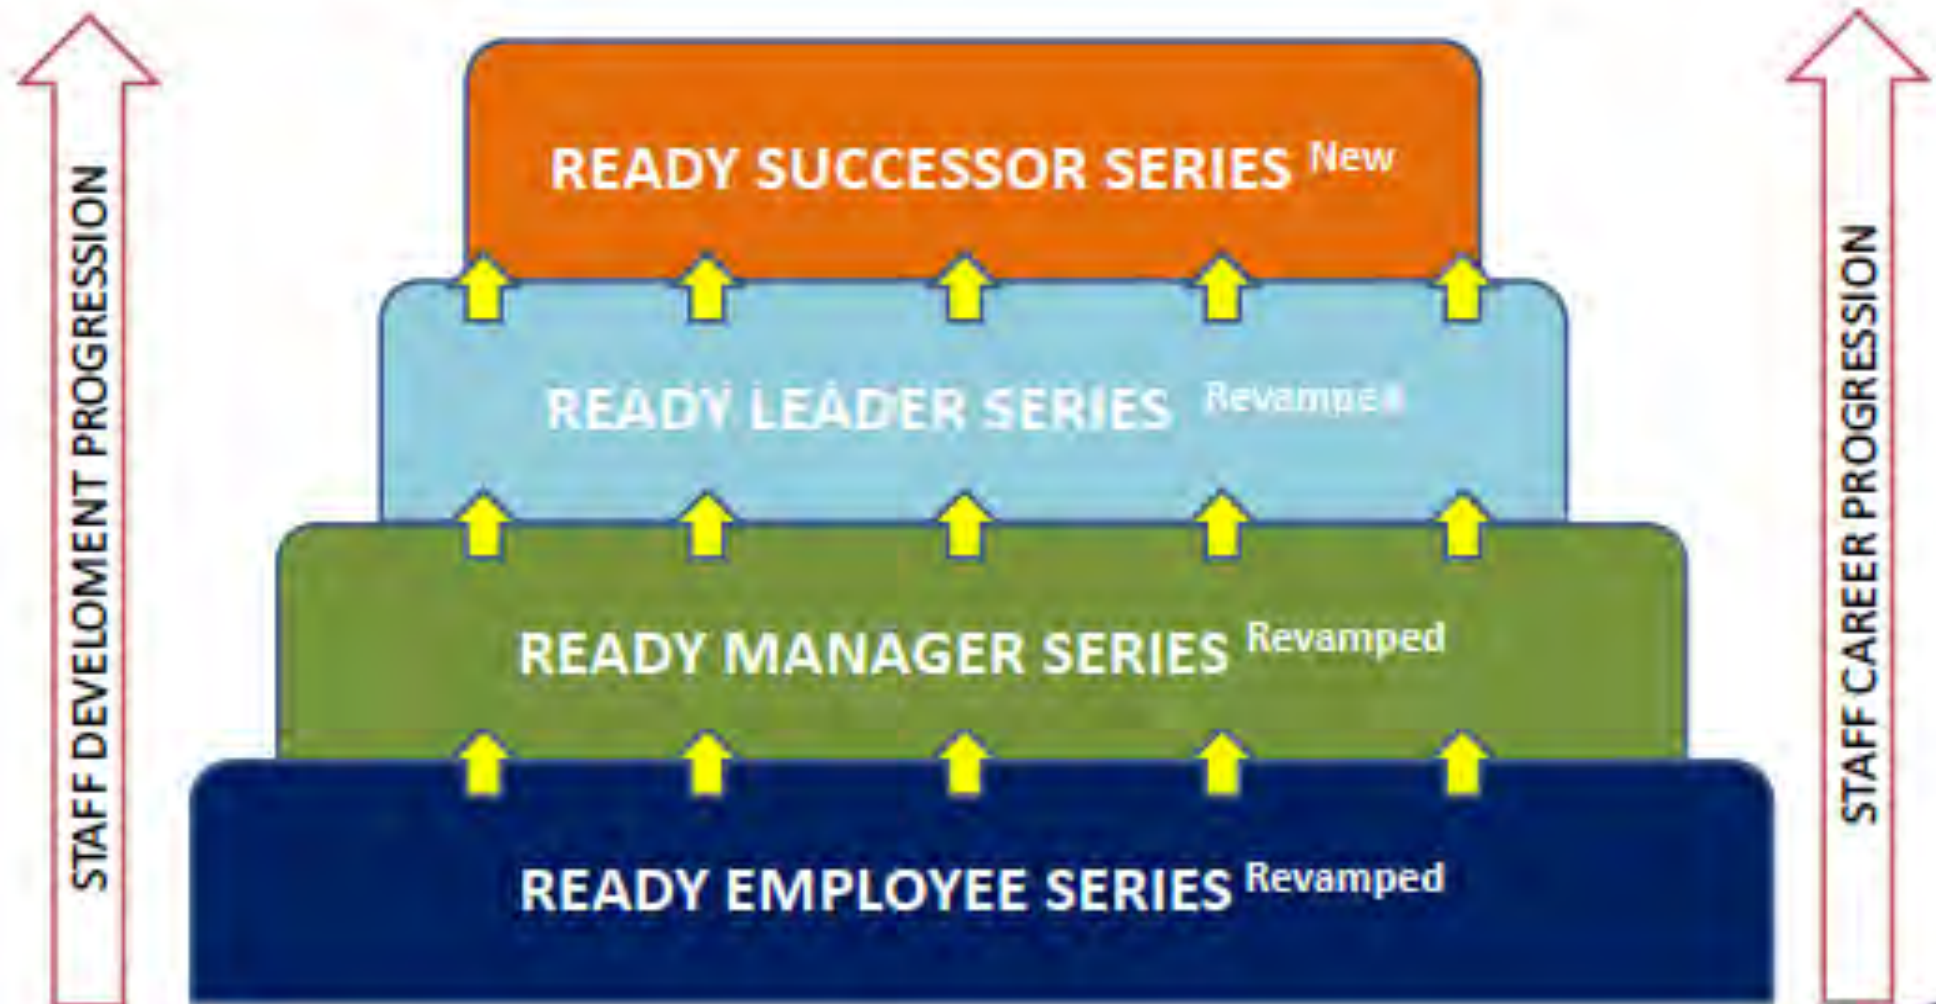 STAFF DEVELOMENT PROGRESSION
READY SUCCESSOR SERIES New
READY LEADER SERIES Revamped
READY MANAGER SERIES Revamped
READY EMPLOYEE SERIES Revamped
STAFF CAREER PROGRESSION